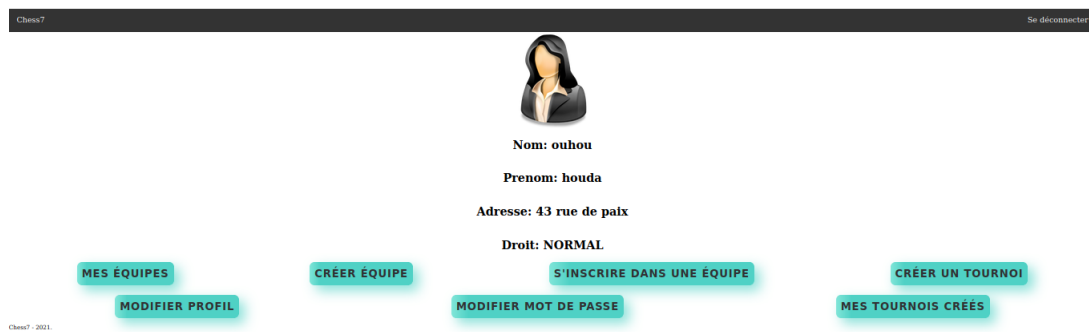 Chess7 Se déconnecter
Nom: ouhou
Prenom: houda
Adresse: 43 rue de paix
Droit: NORMAL
MES ÉQUIPES CRÉER ÉQUIPE S'INSCRIRE DANS UNE ÉQUIPE CRÉER UN TOURNOI
MODIFIER PROFIL MODIFIER MOT DE PASSE MES TOURNOIS CRÉÉS
Chess7 - 2021.